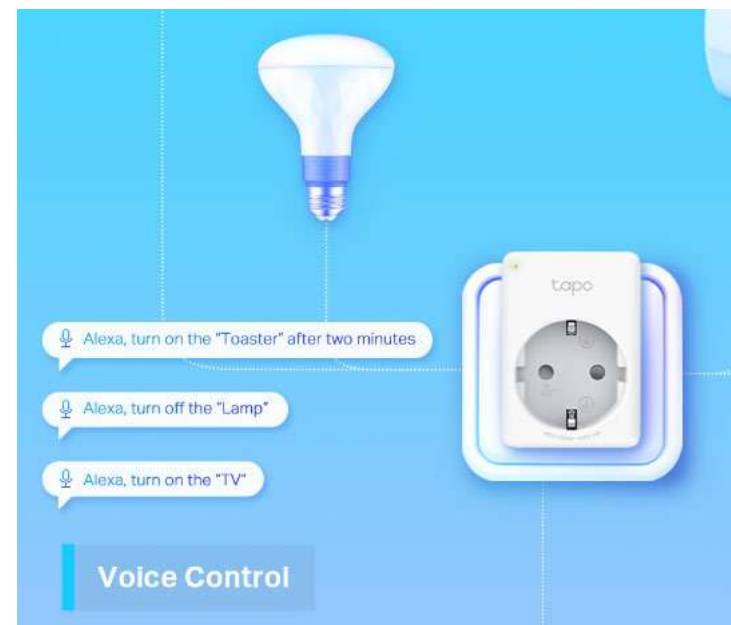 tapo
Alexa, turn on the "Toaster" after two minutes
Alexa, turn off the "Lamp"
Alexa, turn on the "TV"
Voice Control